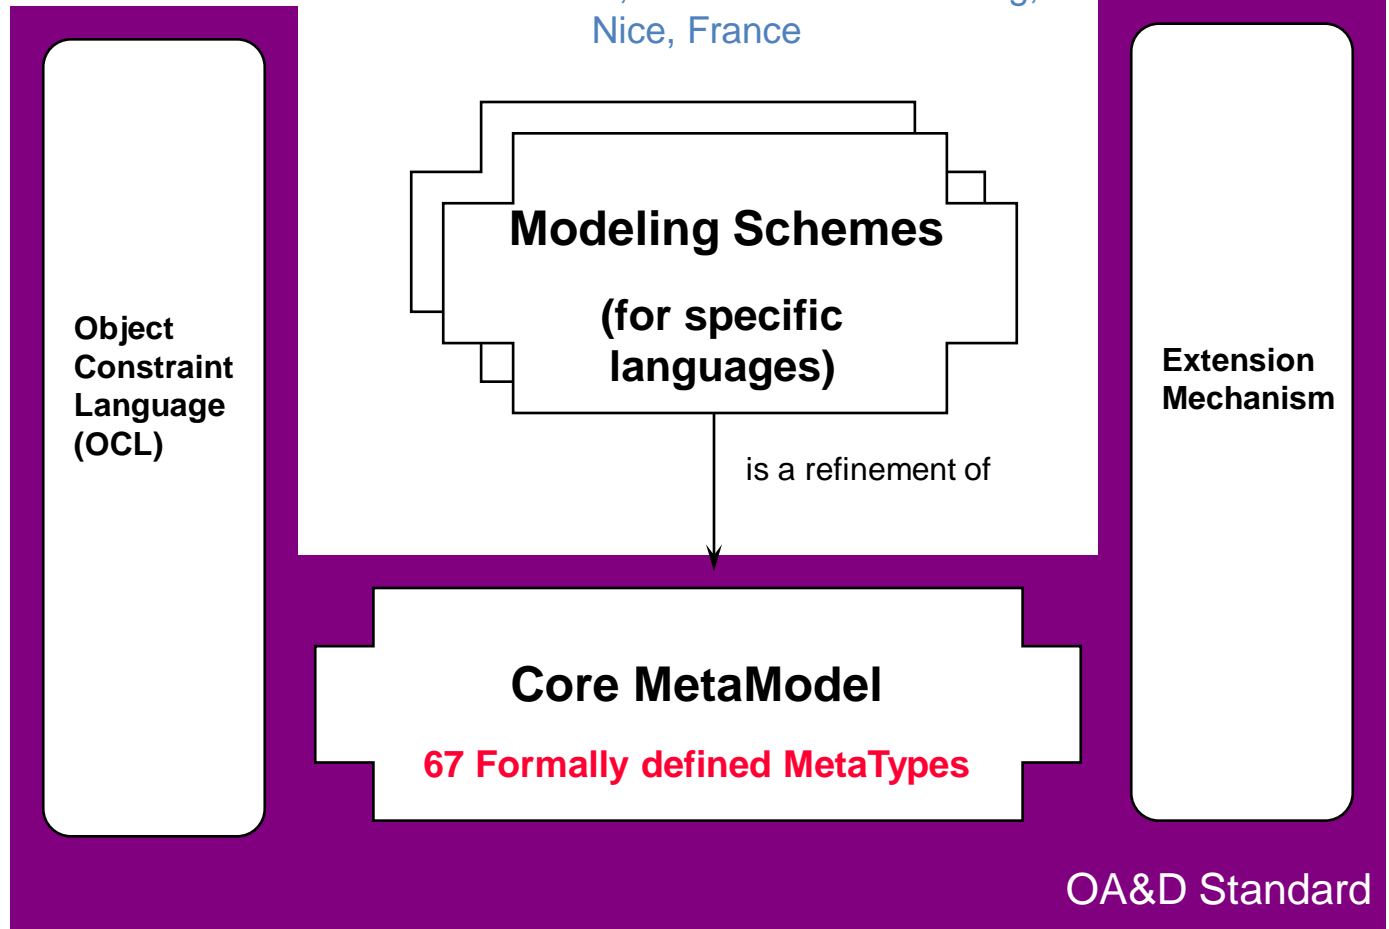 Nice, France
Modeling Schemes
(for specific
languages)
Object
Constraint
Language
(OCL)
Extension
Mechanism
is a refinement of
Core MetaModel
67 Formally defined MetaTypes
OA&D Standard